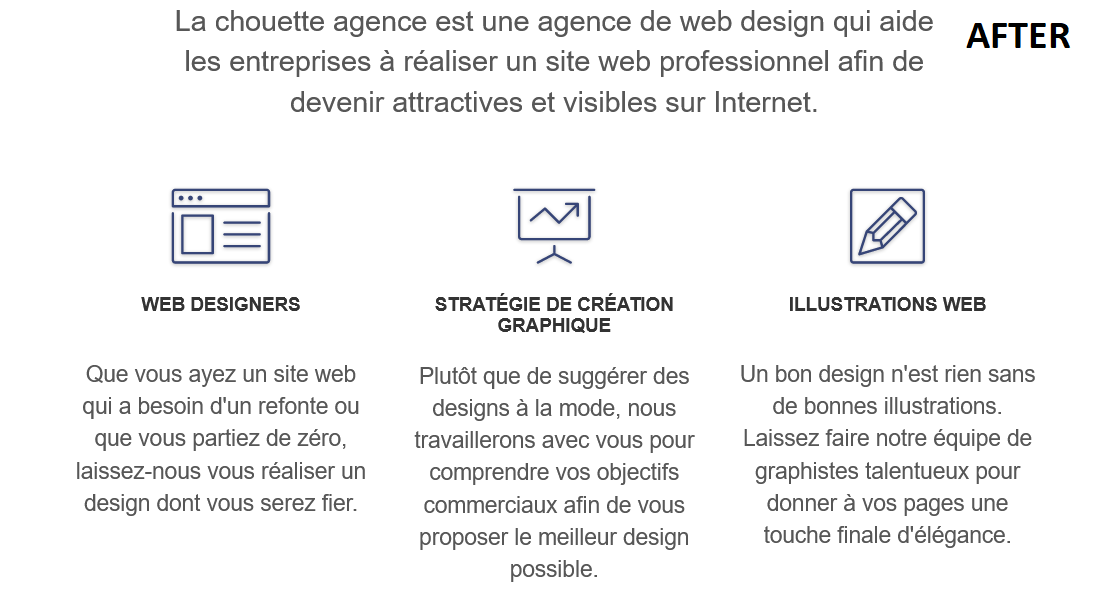 La chouette agence est une agence de web design qui aide
les entreprises à réaliser un site web professionnel afin de
devenir attractives et visibles sur Internet.
AFTER
WEB DESIGNERS
Que vous ayez un site web
qui a besoin d'un refonte ou
que vous partiez de zéro,
laissez-nous vous réaliser un
design dont vous serez fier.
STRATÉGIE DE CRÉATION
GRAPHIQUE
Plutôt que de suggérer des
designs à la mode, nous
travaillerons avec vous pour
comprendre vos objectifs
commerciaux afin de vous
proposer le meilleur design
possible.
ILLUSTRATIONS WEB
Un bon design n'est rien sans
de bonnes illustrations.
Laissez faire notre équipe de
graphistes talentueux pour
donner à vos pages une
touche finale d'élégance.